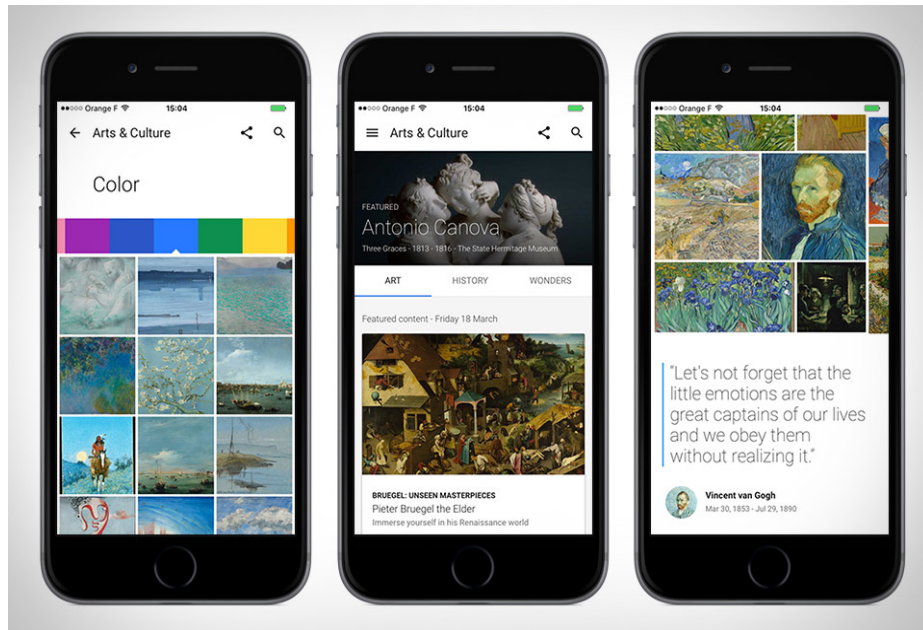 ●●○○○ Orange F 15:04
Arts & Culture
Color
●●○○○ Orange F 15:04
Arts & Culture
FEATURED
Antonio Canova
Three Graces - 1813 - 1816 - The State Hermitage Museum
ART HISTORY WONDERS
Featured content - Friday 18 March
BRUEGEL: UNSEEN MASTERPIECES
Pieter Bruegel the Elder
Immerse yourself in his Renaissance world
●●○○○ Orange F 15:04
“Let's not forget that the
little emotions are the
great captains of our lives
and we obey them
without realizing it.”
Vincent van Gogh
Mar 30, 1853 - Jul 29, 1890